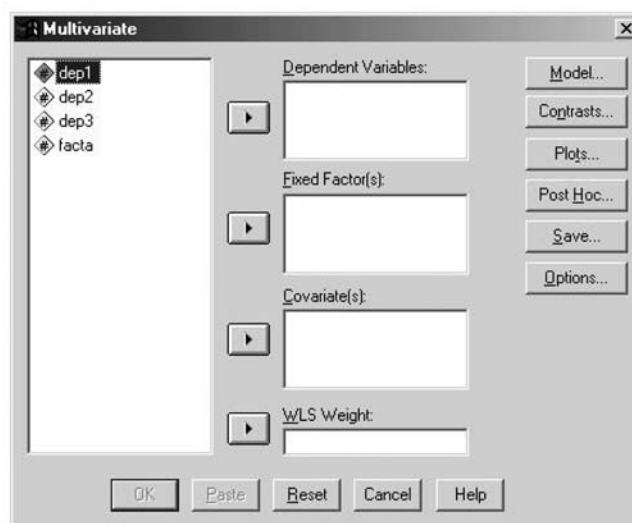 Multivariate
dep1
dep2
dep3
facta
Dependent Variables:
Fixed Factor(s):
Covariate(s):
WLS Weight:
Model...
Contrasts...
Plots...
Post Hoc...
Save...
Options...
OK
Paste
Reset
Cancel
Help